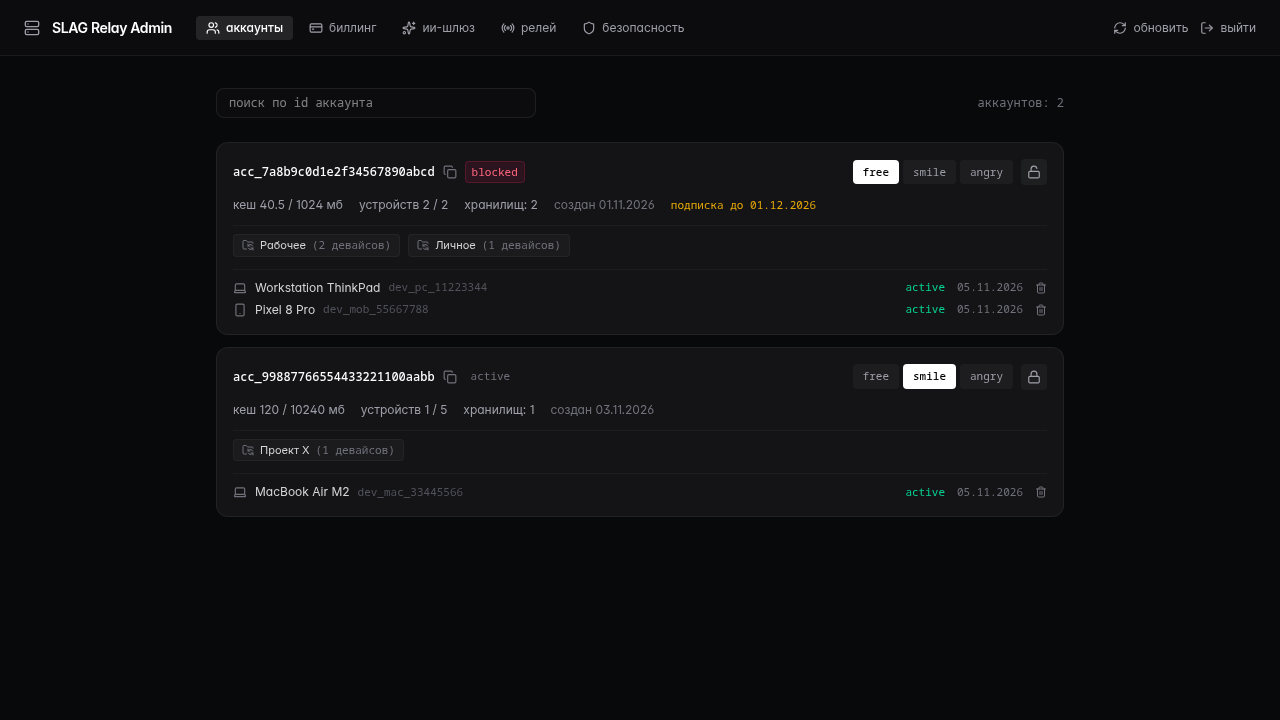 SLAG Relay Admin аккаунты биллинг ии-шлюз релей безопасность обновить выйти
поиск по id аккаунта аккаунтов: 2
acc_7a8b9c0d1e2f34567890abcd blocked free smile angry
кеш 40.5 / 1024 мб устройств 2 / 2 хранилищ: 2 создан 01.11.2026 подписка до 01.12.2026
Рабочее (2 девайсов) Личное (1 девайсов)
Workstation ThinkPad dev_pc_11223344 active 05.11.2026
Pixel 8 Pro dev_mob_55667788 active 05.11.2026
acc_99887766554433221100aabb active free smile angry
кеш 120 / 10240 мб устройств 1 / 5 хранилищ: 1 создан 03.11.2026
Проект X (1 девайсов)
MacBook Air M2 dev_mac_33445566 active 05.11.2026